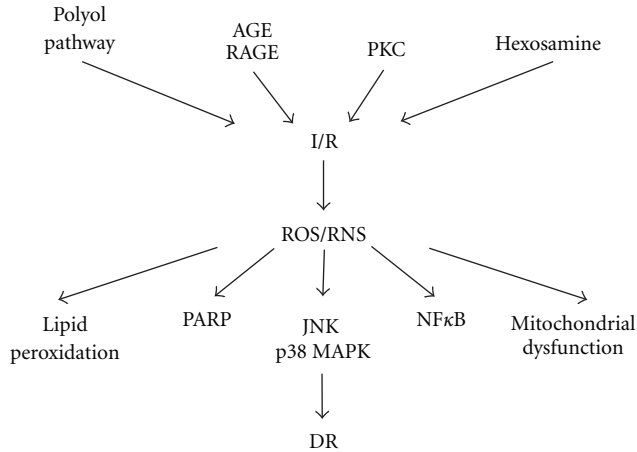 Polyol
pathway
AGE
RAGE
PKC
Hexosamine
I/R
ROS/RNS
Lipid
peroxidation
PARP
JNK
p38 MAPK
NFκB
Mitochondrial
dysfunction
DR